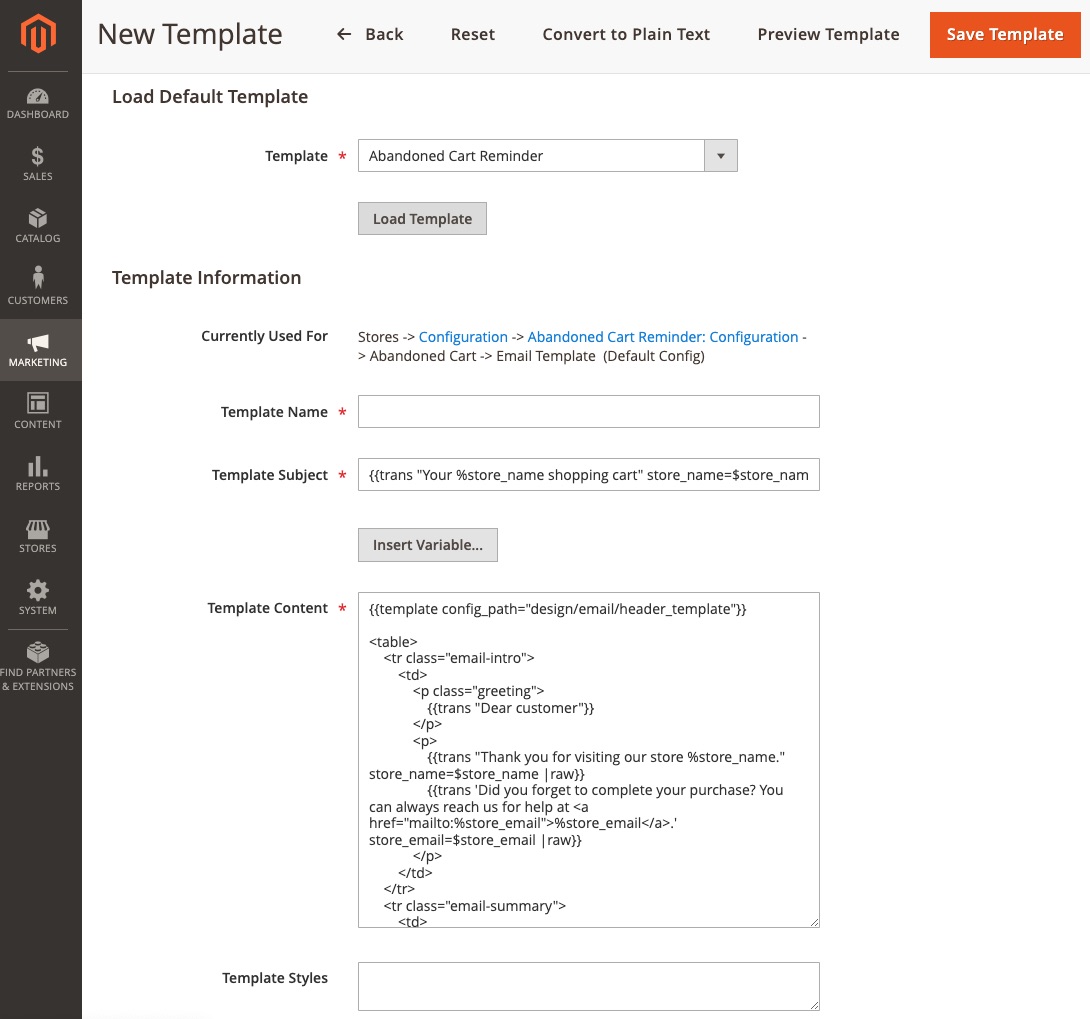 New Template
Back
Reset
Convert to Plain Text
Preview Template
Save Template
DASHBOARD
$
SALES
CATALOG
CUSTOMERS
MARKETING
CONTENT
REPORTS
STORES
SYSTEM
FIND PARTNERS
& EXTENSIONS
Load Default Template
Template *
Abandoned Cart Reminder
Load Template
Template Information
Currently Used For
Stores -> Configuration -> Abandoned Cart Reminder: Configuration -
> Abandoned Cart -> Email Template (Default Config)
Template Name *
Template Subject *
{{trans "Your %store_name shopping cart" store_name=$store_nam
Insert Variable...
Template Content *
{{template config_path="design/email/header_template"}}
<table>
<tr class="email-intro">
<td>
<p class="greeting">
{{trans "Dear customer"}}
</p>
<p>
{{trans "Thank you for visiting our store %store_name."
store_name=$store_name |raw}}
{{trans 'Did you forget to complete your purchase? You
can always reach us for help at <a
href="mailto:%store_email">%store_email</a>.'
store_email=$store_email |raw}}
</p>
</td>
</tr>
<tr class="email-summary">
<td>
Template Styles